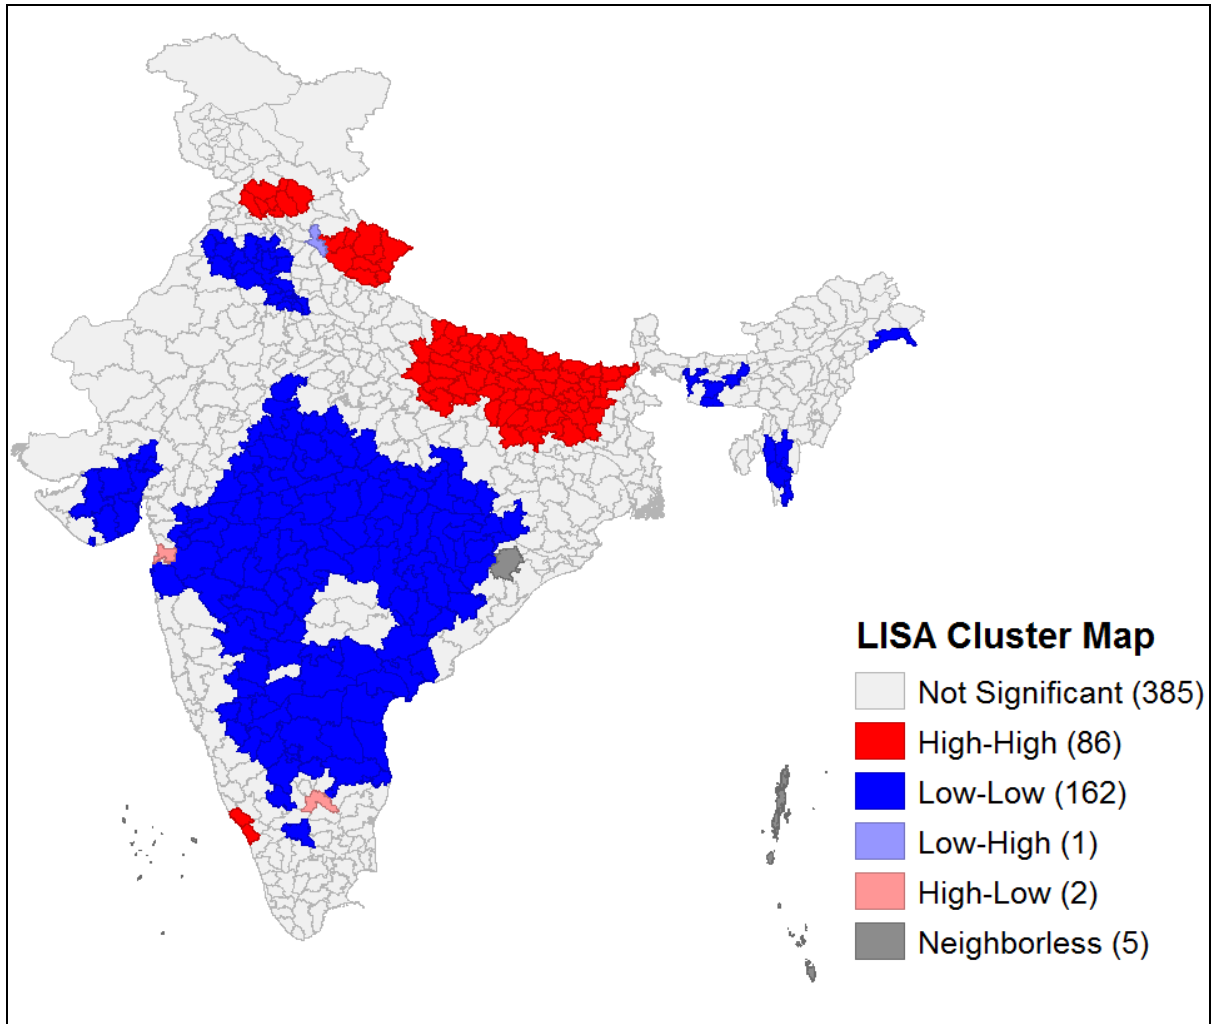 LISA Cluster Map
Not Significant (385)
High-High (86)
Low-Low (162)
Low-High (1)
High-Low (2)
Neighborless (5)